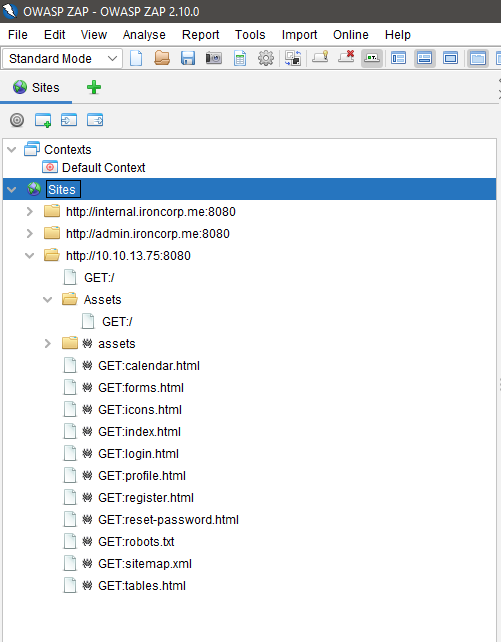 OWASP ZAP - OWASP ZAP 2.10.0
File Edit View Analyse Report Tools Import Online Help
Standard Mode
Sites
Contexts
Default Context
Sites
http://internal.ironcorp.me:8080
http://admin.ironcorp.me:8080
http://10.10.13.75:8080
GET:/
Assets
GET:/
assets
GET:calendar.html
GET:forms.html
GET:icons.html
GET:index.html
GET:login.html
GET:profile.html
GET:register.html
GET:reset-password.html
GET:robots.txt
GET:sitemap.xml
GET:tables.html